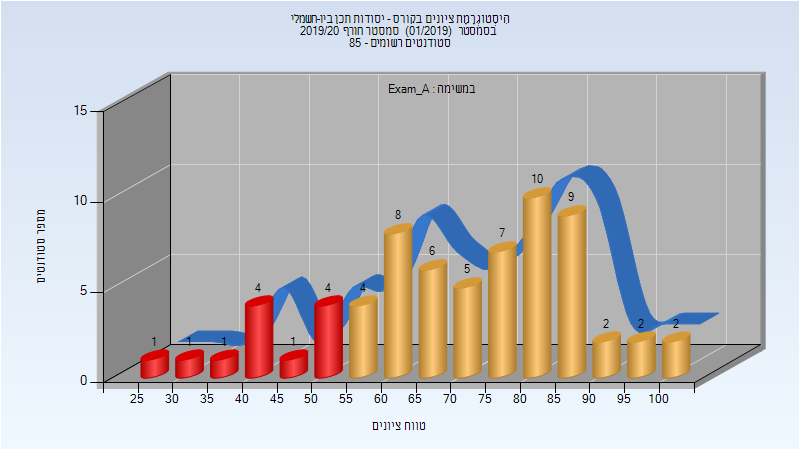 היסטוגרמת ציונים בקורס - יסודות תכן ביו-חשמלי
בסמסטר (01/2019) סמסטר חורף 2019/20
סטודנטים רשומים - 85
במשימה : Exam_A
מספר סטודנטים
15
10
5
0
1 1 1 4 1 4 4 8 6 5 7 10 9 2 2 2
25 30 35 40 45 50 55 60 65 70 75 80 85 90 95 100
טווח ציונים